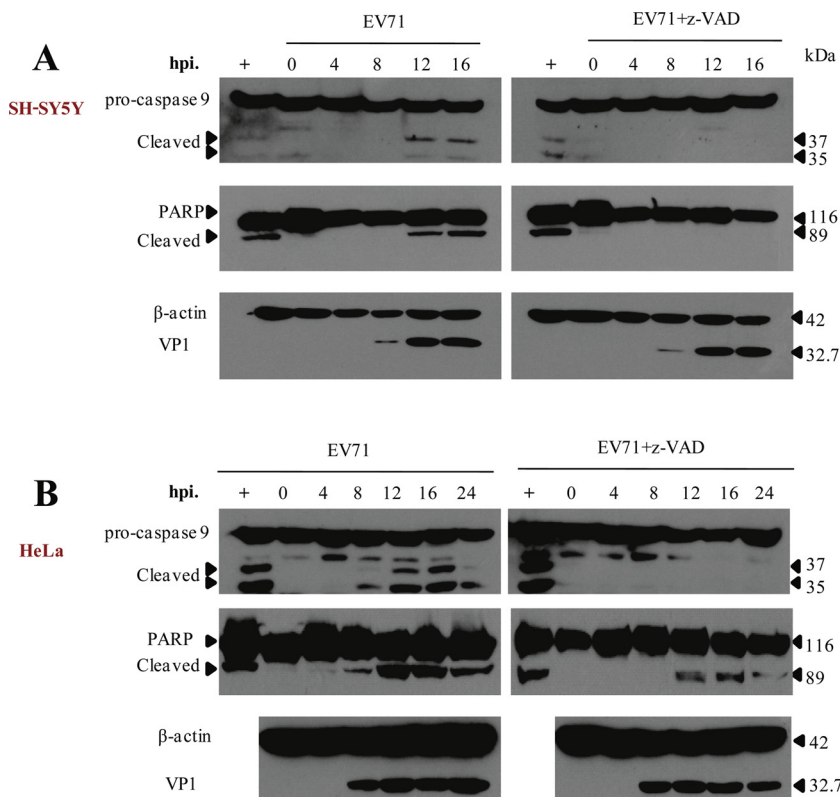 EV71 EV71+z-VAD
A hpi. + 0 4 8 12 16 + 0 4 8 12 16 kDa
SH-SY5Y pro-caspase 9
Cleaved 37
35
PARP 116
Cleaved 89
β-actin 42
VP1 32.7
EV71 EV71+z-VAD
B hpi. + 0 4 8 12 16 24 + 0 4 8 12 16 24
HeLa pro-caspase 9
Cleaved 37
35
PARP 116
Cleaved 89
β-actin 42
VP1 32.7